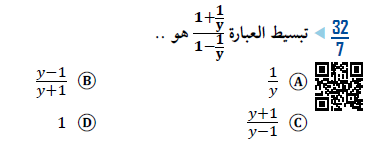 32/7 ◂ تبسيط العبارة (1+1/y)/(1−1/y) هو ..
Ⓐ 1/y Ⓑ (y−1)/(y+1)
Ⓒ (y+1)/(y−1) Ⓓ 1